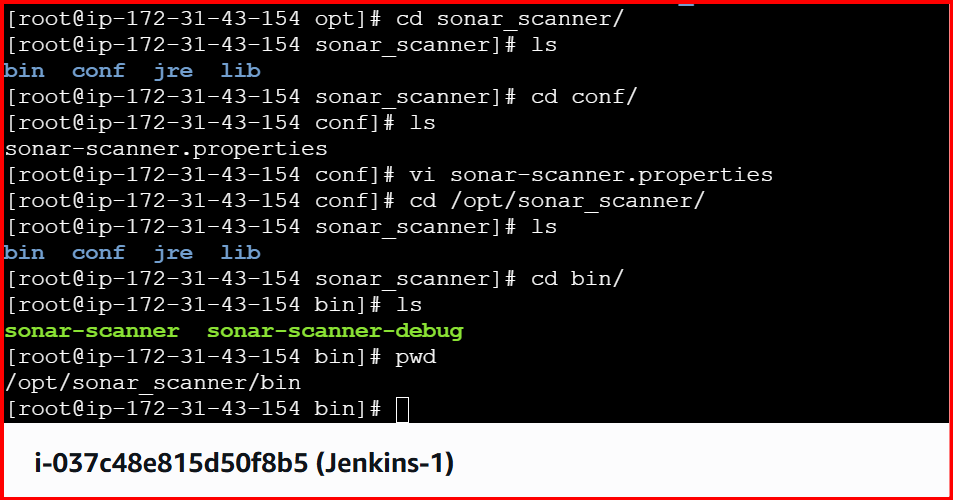 [root@ip-172-31-43-154 opt]# cd sonar_scanner/
[root@ip-172-31-43-154 sonar_scanner]# ls
bin  conf  jre  lib
[root@ip-172-31-43-154 sonar_scanner]# cd conf/
[root@ip-172-31-43-154 conf]# ls
sonar-scanner.properties
[root@ip-172-31-43-154 conf]# vi sonar-scanner.properties
[root@ip-172-31-43-154 conf]# cd /opt/sonar_scanner/
[root@ip-172-31-43-154 sonar_scanner]# ls
bin  conf  jre  lib
[root@ip-172-31-43-154 sonar_scanner]# cd bin/
[root@ip-172-31-43-154 bin]# ls
sonar-scanner  sonar-scanner-debug
[root@ip-172-31-43-154 bin]# pwd
/opt/sonar_scanner/bin
[root@ip-172-31-43-154 bin]#
i-037c48e815d50f8b5 (Jenkins-1)